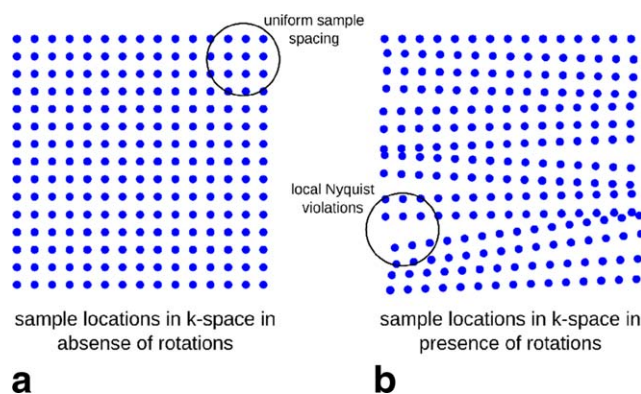 uniform sample
spacing
local Nyquist
violations
sample locations in k-space in
absense of rotations
sample locations in k-space in
presence of rotations
a
b